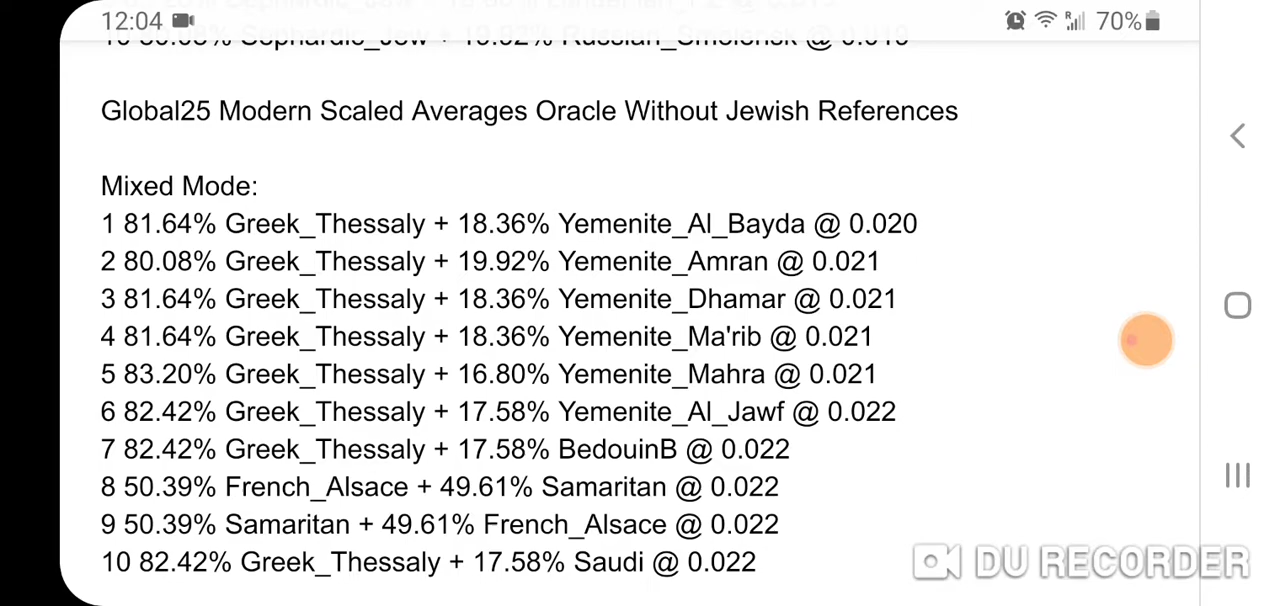 12:04
70%
Global25 Modern Scaled Averages Oracle Without Jewish References
Mixed Mode:
1 81.64% Greek_Thessaly + 18.36% Yemenite_Al_Bayda @ 0.020
2 80.08% Greek_Thessaly + 19.92% Yemenite_Amran @ 0.021
3 81.64% Greek_Thessaly + 18.36% Yemenite_Dhamar @ 0.021
4 81.64% Greek_Thessaly + 18.36% Yemenite_Ma'rib @ 0.021
5 83.20% Greek_Thessaly + 16.80% Yemenite_Mahra @ 0.021
6 82.42% Greek_Thessaly + 17.58% Yemenite_Al_Jawf @ 0.022
7 82.42% Greek_Thessaly + 17.58% BedouinB @ 0.022
8 50.39% French_Alsace + 49.61% Samaritan @ 0.022
9 50.39% Samaritan + 49.61% French_Alsace @ 0.022
10 82.42% Greek_Thessaly + 17.58% Saudi @ 0.022
DU RECORDER